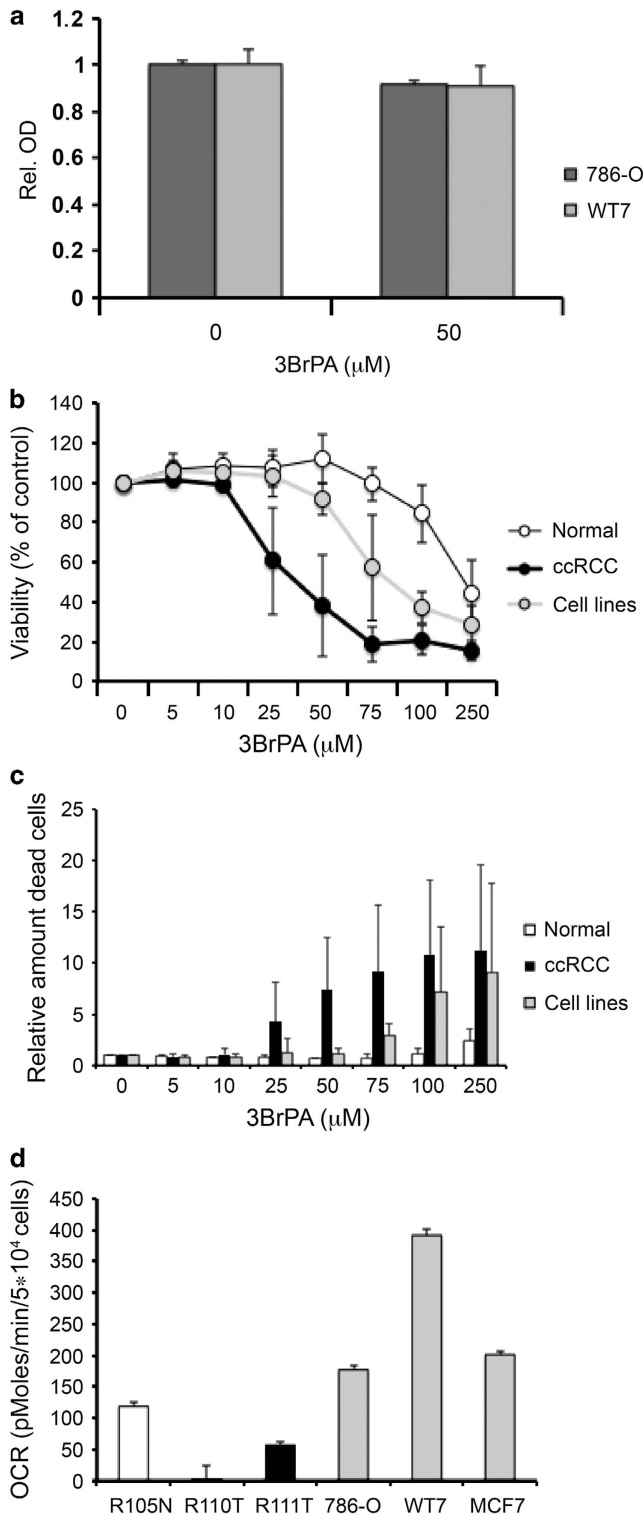 a
1.2
1
0.8
0.6
0.4
0.2
0
Rel. OD
786-O
WT7
0 50
3BrPA (μM)
b
140
120
100
80
60
40
20
0
Viability (% of control)
Normal
ccRCC
Cell lines
0 5 10 25 50 75 100 250
3BrPA (μM)
c
25
20
15
10
5
0
Relative amount dead cells
Normal
ccRCC
Cell lines
0 5 10 25 50 75 100 250
3BrPA (μM)
d
450
400
350
300
250
200
150
100
50
0
OCR (pMoles/min/5*10⁴ cells)
R105N R110T R111T 786-O WT7 MCF7